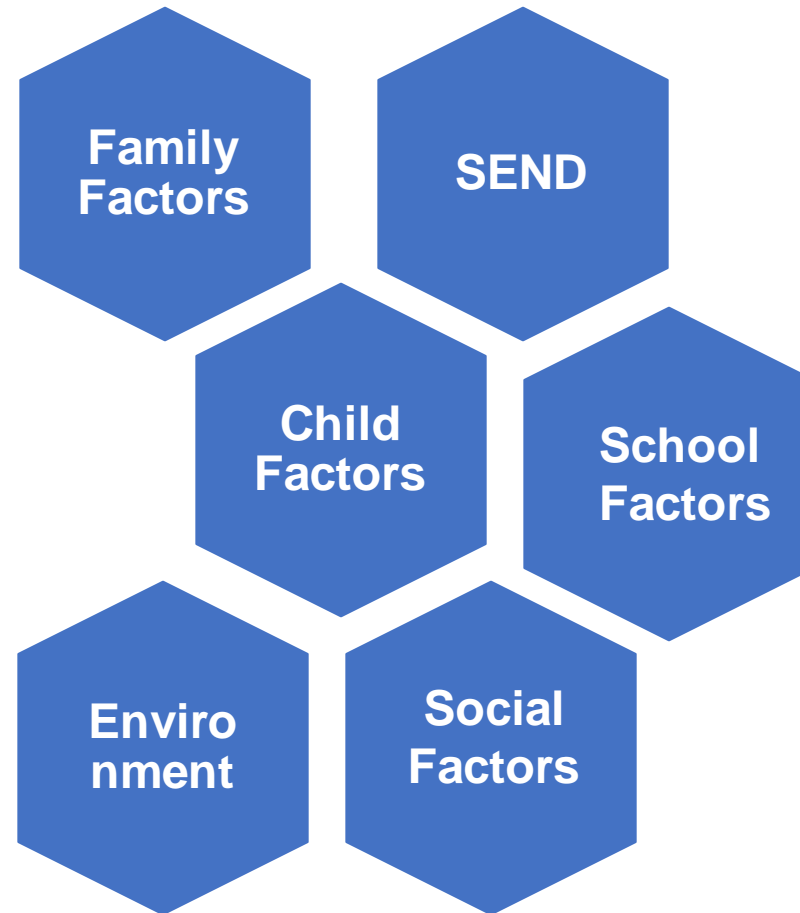 Family
Factors
SEND
Child
Factors
School
Factors
Enviro
nment
Social
Factors